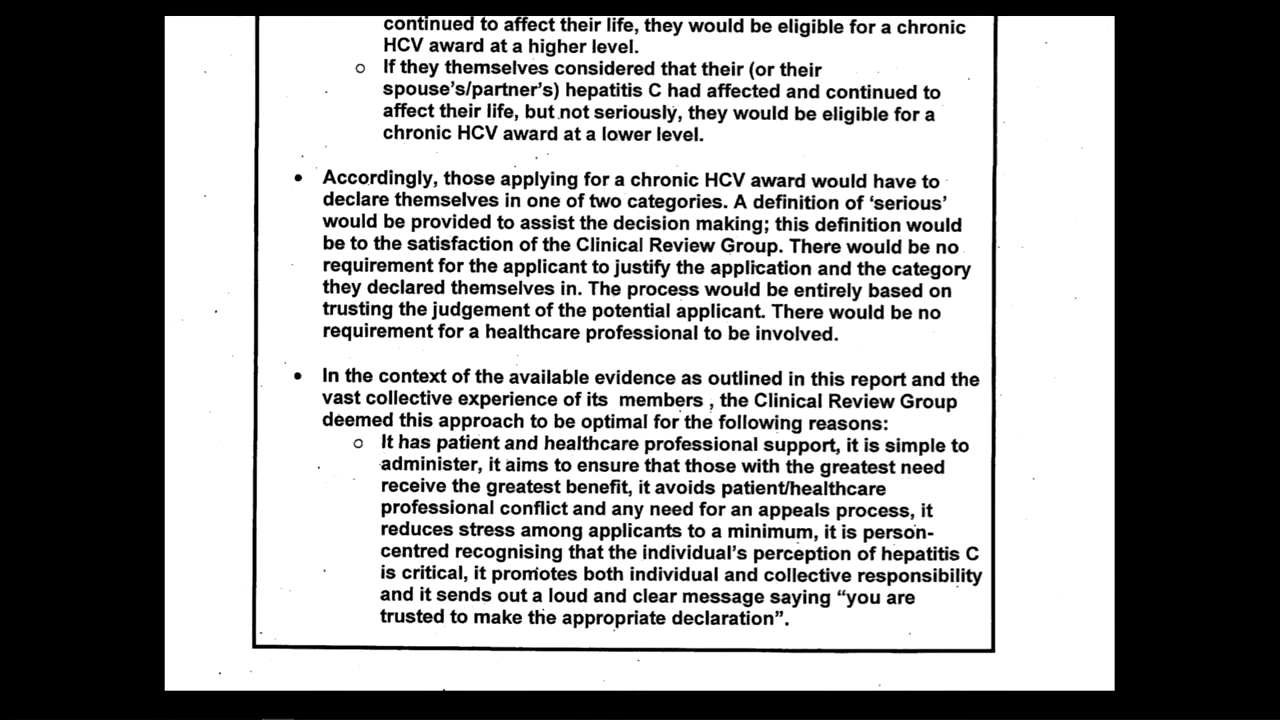 continued to affect their life, they would be eligible for a chronic
HCV award at a higher level.
o If they themselves considered that their (or their
spouse's/partner's) hepatitis C had affected and continued to
affect their life, but not seriously, they would be eligible for a
chronic HCV award at a lower level.
• Accordingly, those applying for a chronic HCV award would have to
declare themselves in one of two categories. A definition of 'serious'
would be provided to assist the decision making; this definition would
be to the satisfaction of the Clinical Review Group. There would be no
requirement for the applicant to justify the application and the category
they declared themselves in. The process would be entirely based on
trusting the judgement of the potential applicant. There would be no
requirement for a healthcare professional to be involved.
• In the context of the available evidence as outlined in this report and the
vast collective experience of its members , the Clinical Review Group
deemed this approach to be optimal for the following reasons:
o It has patient and healthcare professional support, it is simple to
administer, it aims to ensure that those with the greatest need
receive the greatest benefit, it avoids patient/healthcare
professional conflict and any need for an appeals process, it
reduces stress among applicants to a minimum, it is person-
centred recognising that the individual's perception of hepatitis C
is critical, it promotes both individual and collective responsibility
and it sends out a loud and clear message saying "you are
trusted to make the appropriate declaration".